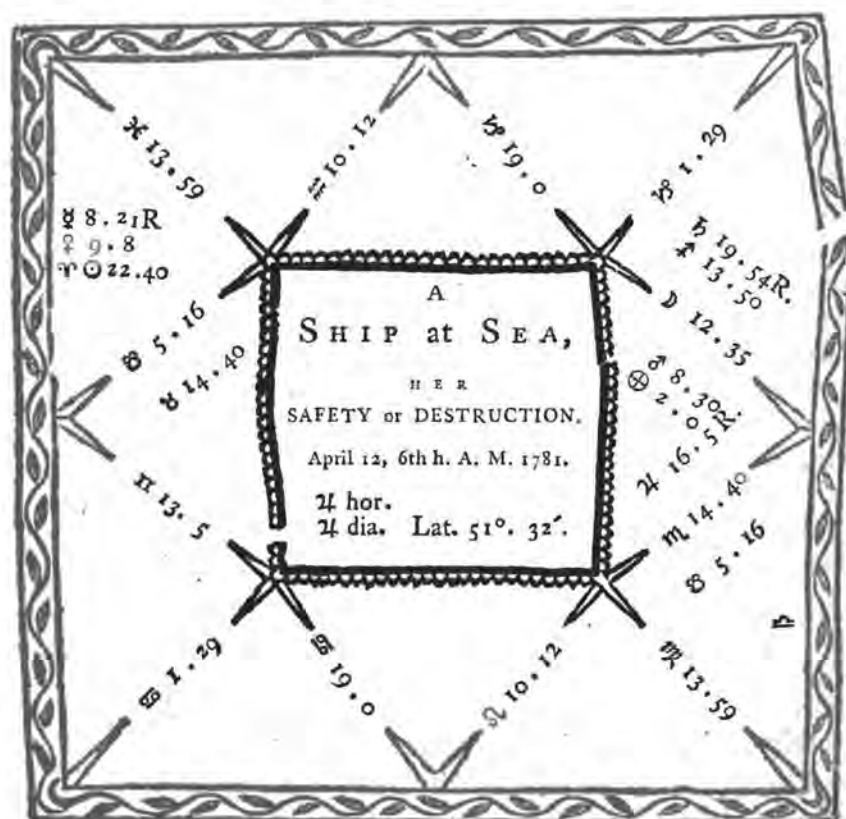 ♓ 13.59
♒ 10.12
♑ 19.0
♑ 1.29
☿ 8.21R
♀ 9.8
♈ ☉ 22.40
♄ 19.54R.
♐ 13.50
☽ 12.35
♉ 5.16
♉ 14.40
A
SHIP at SEA,
HER
SAFETY or DESTRUCTION.
April 12, 6th h. A. M. 1781.
♃ hor.
♃ dia. Lat. 51°. 32′.
♂ 8.30
⊗ 2.0
♃ 16.5R.
♏ 14.40
♉ 5.16
♎
♊ 13.5
♋ 1.29
♋ 19.0
♌ 10.12
♍ 13.59